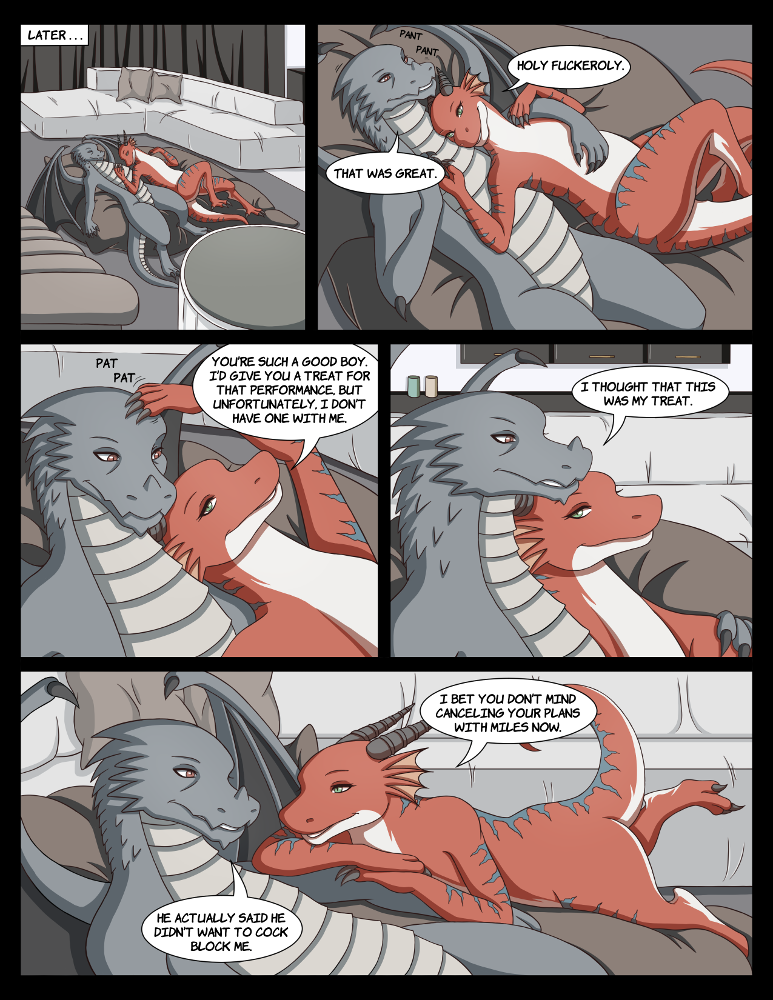 LATER...
PANT
PANT
HOLY FUCKEROLY.
THAT WAS GREAT.
PAT
PAT
YOU'RE SUCH A GOOD BOY.
I'D GIVE YOU A TREAT FOR
THAT PERFORMANCE, BUT
UNFORTUNATELY, I DON'T
HAVE ONE WITH ME.
I THOUGHT THAT THIS
WAS MY TREAT.
I BET YOU DON'T MIND
CANCELING YOUR PLANS
WITH MILES NOW.
HE ACTUALLY SAID HE
DIDN'T WANT TO COCK
BLOCK ME.